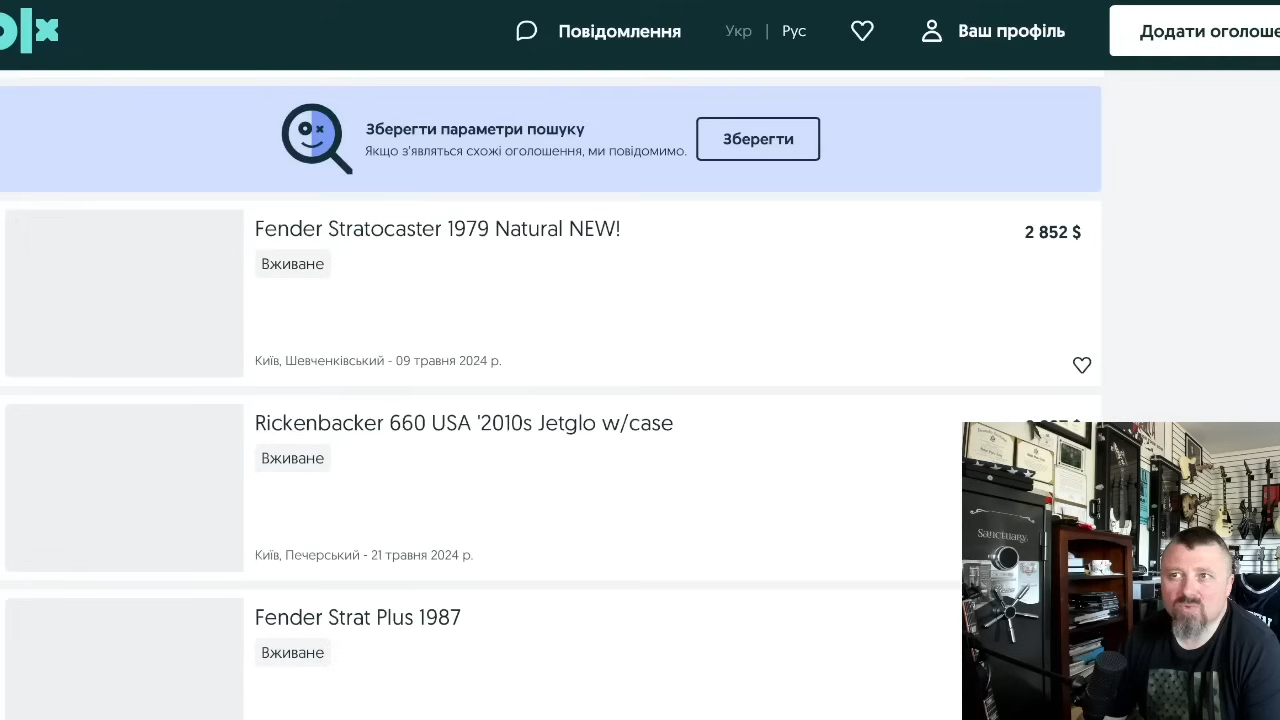 olx
Повідомлення
Укр | Рус
Ваш профіль
Додати оголоше
Зберегти параметри пошуку
Якщо з'являться схожі оголошення, ми повідомимо.
Зберегти
Fender Stratocaster 1979 Natural NEW!
2 852 $
Вживане
Київ, Шевченківський - 09 травня 2024 р.
Rickenbacker 660 USA '2010s Jetglo w/case
Вживане
Київ, Печерський - 21 травня 2024 р.
Fender Strat Plus 1987
Вживане
Sanctuary